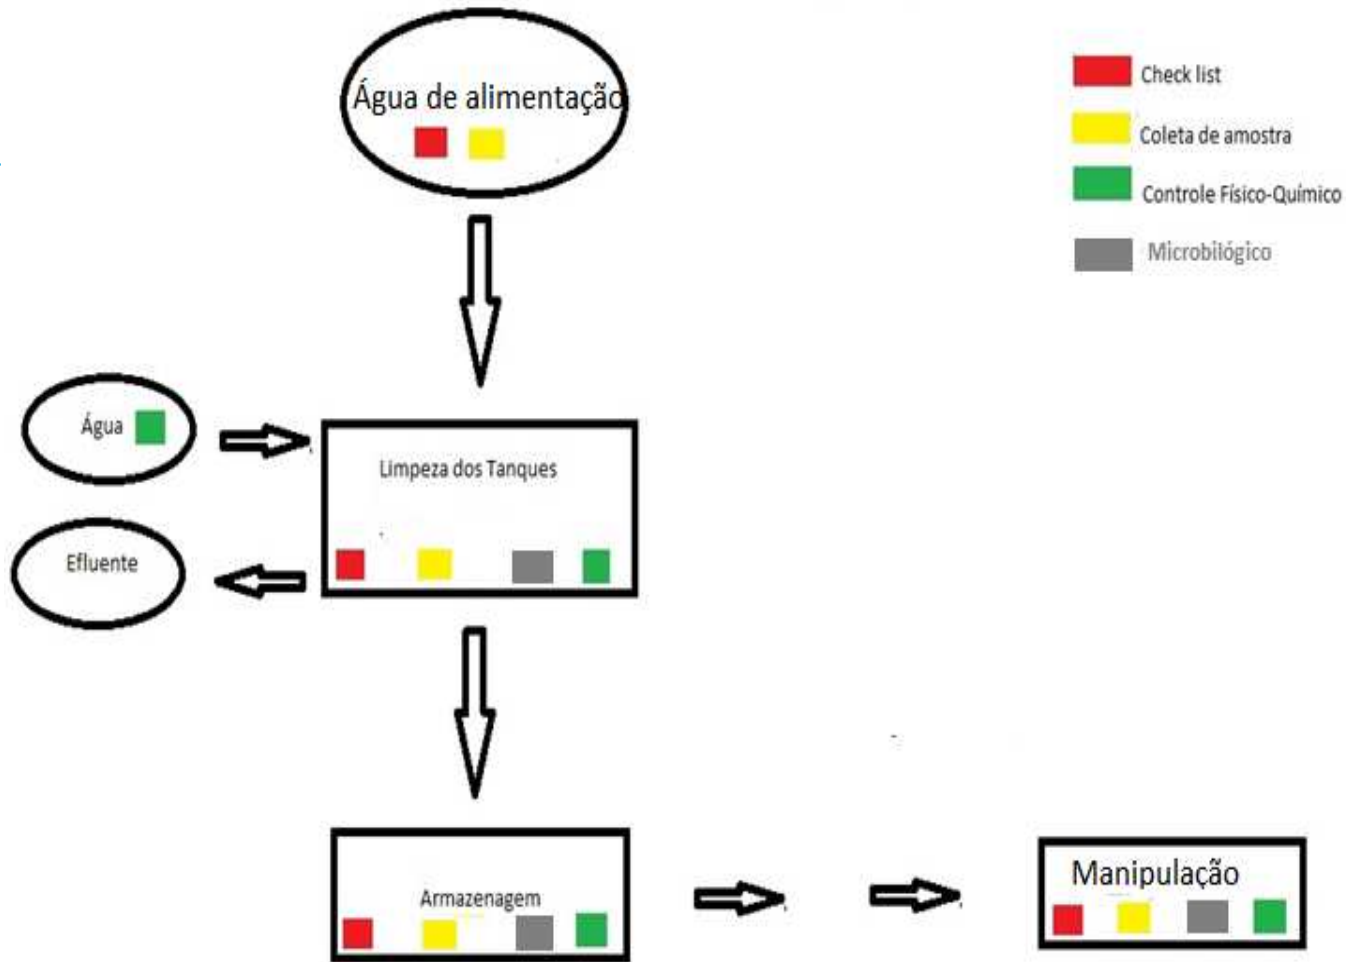 Água de alimentação
Check list
Coleta de amostra
Controle Físico-Químico
Microbilógico
Água
Limpeza dos Tanques
Efluente
Armazenagem
Manipulação